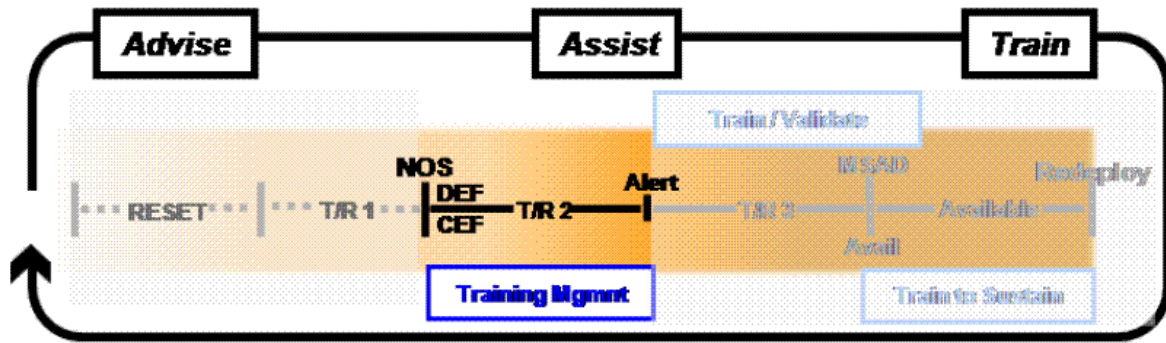 Advise
Assist
Train
Train / Validate
NOS
MSAD
Alert
Redeploy
DEF
RESET
T/R 1
T/R 2
T/R 3
Available
CEF
Avail
Training Mgmnt
Train to Sustain